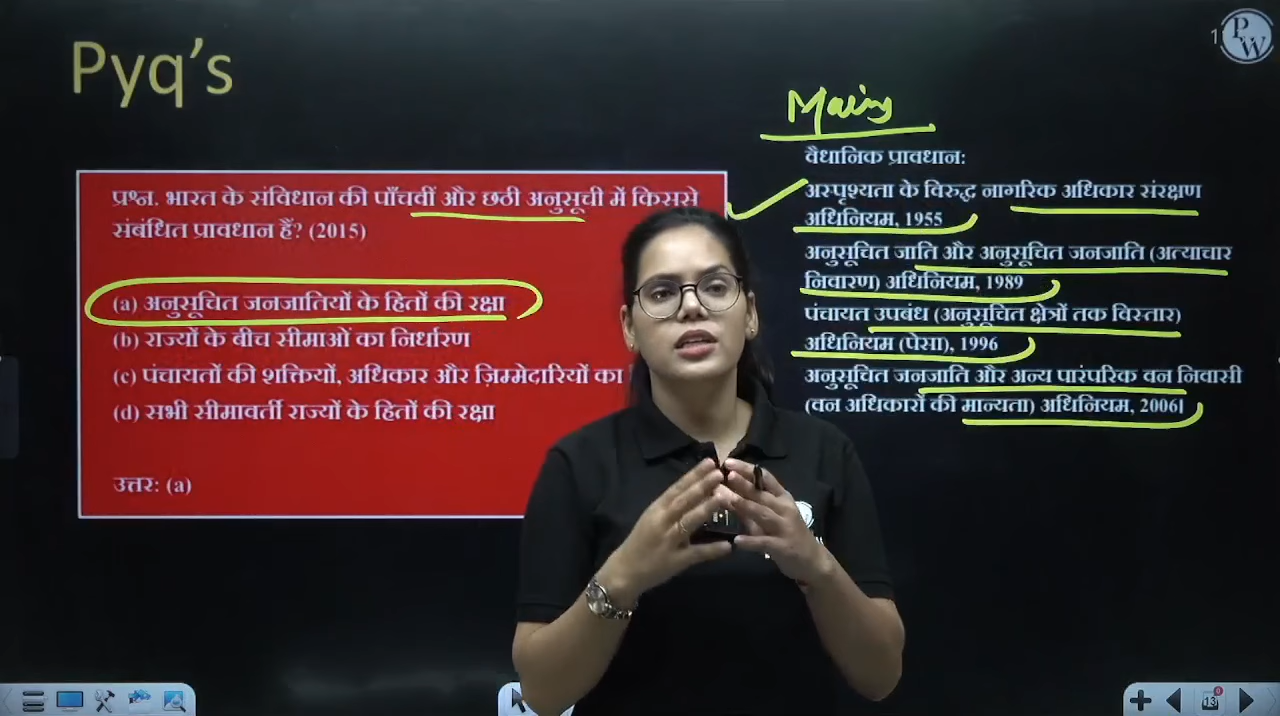 Pyq's
PW
1
Mains
प्रश्न. भारत के संविधान की पाँचवीं और छठी अनुसूची में किससे
संबंधित प्रावधान हैं? (2015)
(a) अनुसूचित जनजातियों के हितों की रक्षा
(b) राज्यों के बीच सीमाओं का निर्धारण
(c) पंचायतों की शक्तियों, अधिकार और ज़िम्मेदारियों का
(d) सभी सीमावर्ती राज्यों के हितों की रक्षा
उत्तर: (a)
वैधानिक प्रावधान:
अस्पृश्यता के विरुद्ध नागरिक अधिकार संरक्षण
अधिनियम, 1955
अनुसूचित जाति और अनुसूचित जनजाति (अत्याचार
निवारण) अधिनियम, 1989
पंचायत उपबंध (अनुसूचित क्षेत्रों तक विस्तार)
अधिनियम (पेसा), 1996
अनुसूचित जनजाति और अन्य पारंपरिक वन निवासी
(वन अधिकारों की मान्यता) अधिनियम, 2006।
13